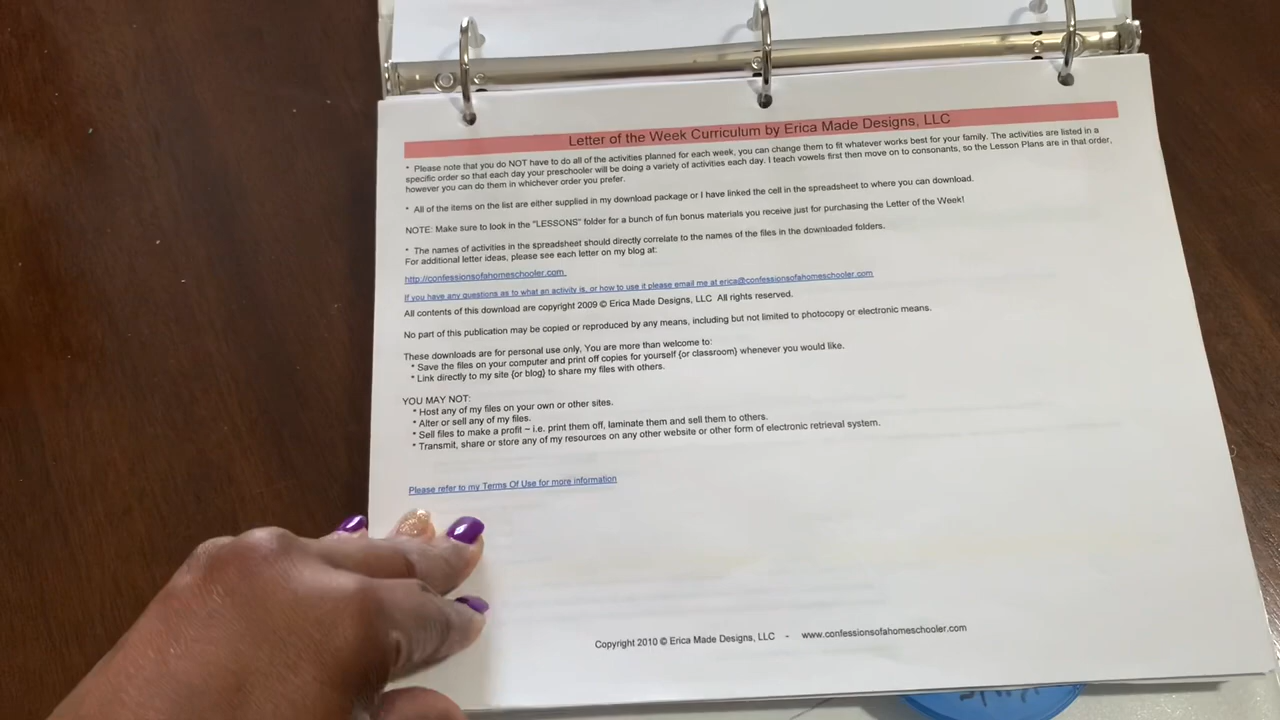 Letter of the Week Curriculum by Erica Made Designs, LLC
* Please note that you do NOT have to do all of the activities planned for each week, you can change them to fit whatever works best for your family. The activities are listed in a
specific order so that each day your preschooler will be doing a variety of activities each day. I teach vowels first then move on to consonants, so the Lesson Plans are in that order,
however you can do them in whichever order you prefer.
* All of the items on the list are either supplied in my download package or I have linked the cell in the spreadsheet to where you can download.
NOTE: Make sure to look in the "LESSONS" folder for a bunch of fun bonus materials you receive just for purchasing the Letter of the Week!
* The names of activities in the spreadsheet should directly correlate to the names of the files in the downloaded folders.
For additional letter ideas, please see each letter on my blog at:
http://confessionsofahomeschooler.com
If you have any questions as to what an activity is, or how to use it please email me at erica@confessionsofahomeschooler.com
All contents of this download are copyright 2009 © Erica Made Designs, LLC All rights reserved.
No part of this publication may be copied or reproduced by any means, including but not limited to photocopy or electronic means.
These downloads are for personal use only, You are more than welcome to:
* Save the files on your computer and print off copies for yourself {or classroom} whenever you would like.
* Link directly to my site {or blog} to share my files with others.
YOU MAY NOT:
* Host any of my files on your own or other sites.
* Alter or sell any of my files.
* Sell files to make a profit ~ i.e. print them off, laminate them and sell them to others.
* Transmit, share or store any of my resources on any other website or other form of electronic retrieval system.
Please refer to my Terms Of Use for more information
Copyright 2010 © Erica Made Designs, LLC - www.confessionsofahomeschooler.com